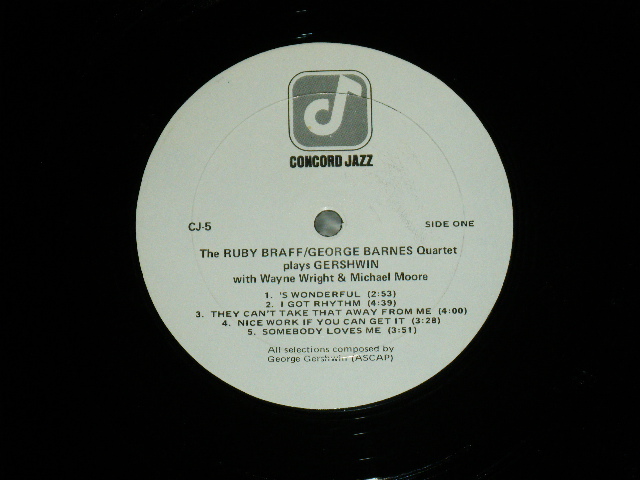 CONCORD JAZZ
CJ-5
SIDE ONE
The RUBY BRAFF/GEORGE BARNES Quartet
plays GERSHWIN
with Wayne Wright & Michael Moore
1. 'S WONDERFUL (2:53)
2. I GOT RHYTHM (4:39)
3. THEY CAN'T TAKE THAT AWAY FROM ME (4:00)
4. NICE WORK IF YOU CAN GET IT (3:28)
5. SOMEBODY LOVES ME (3:51)
All selections composed by
George Gershwin (ASCAP)